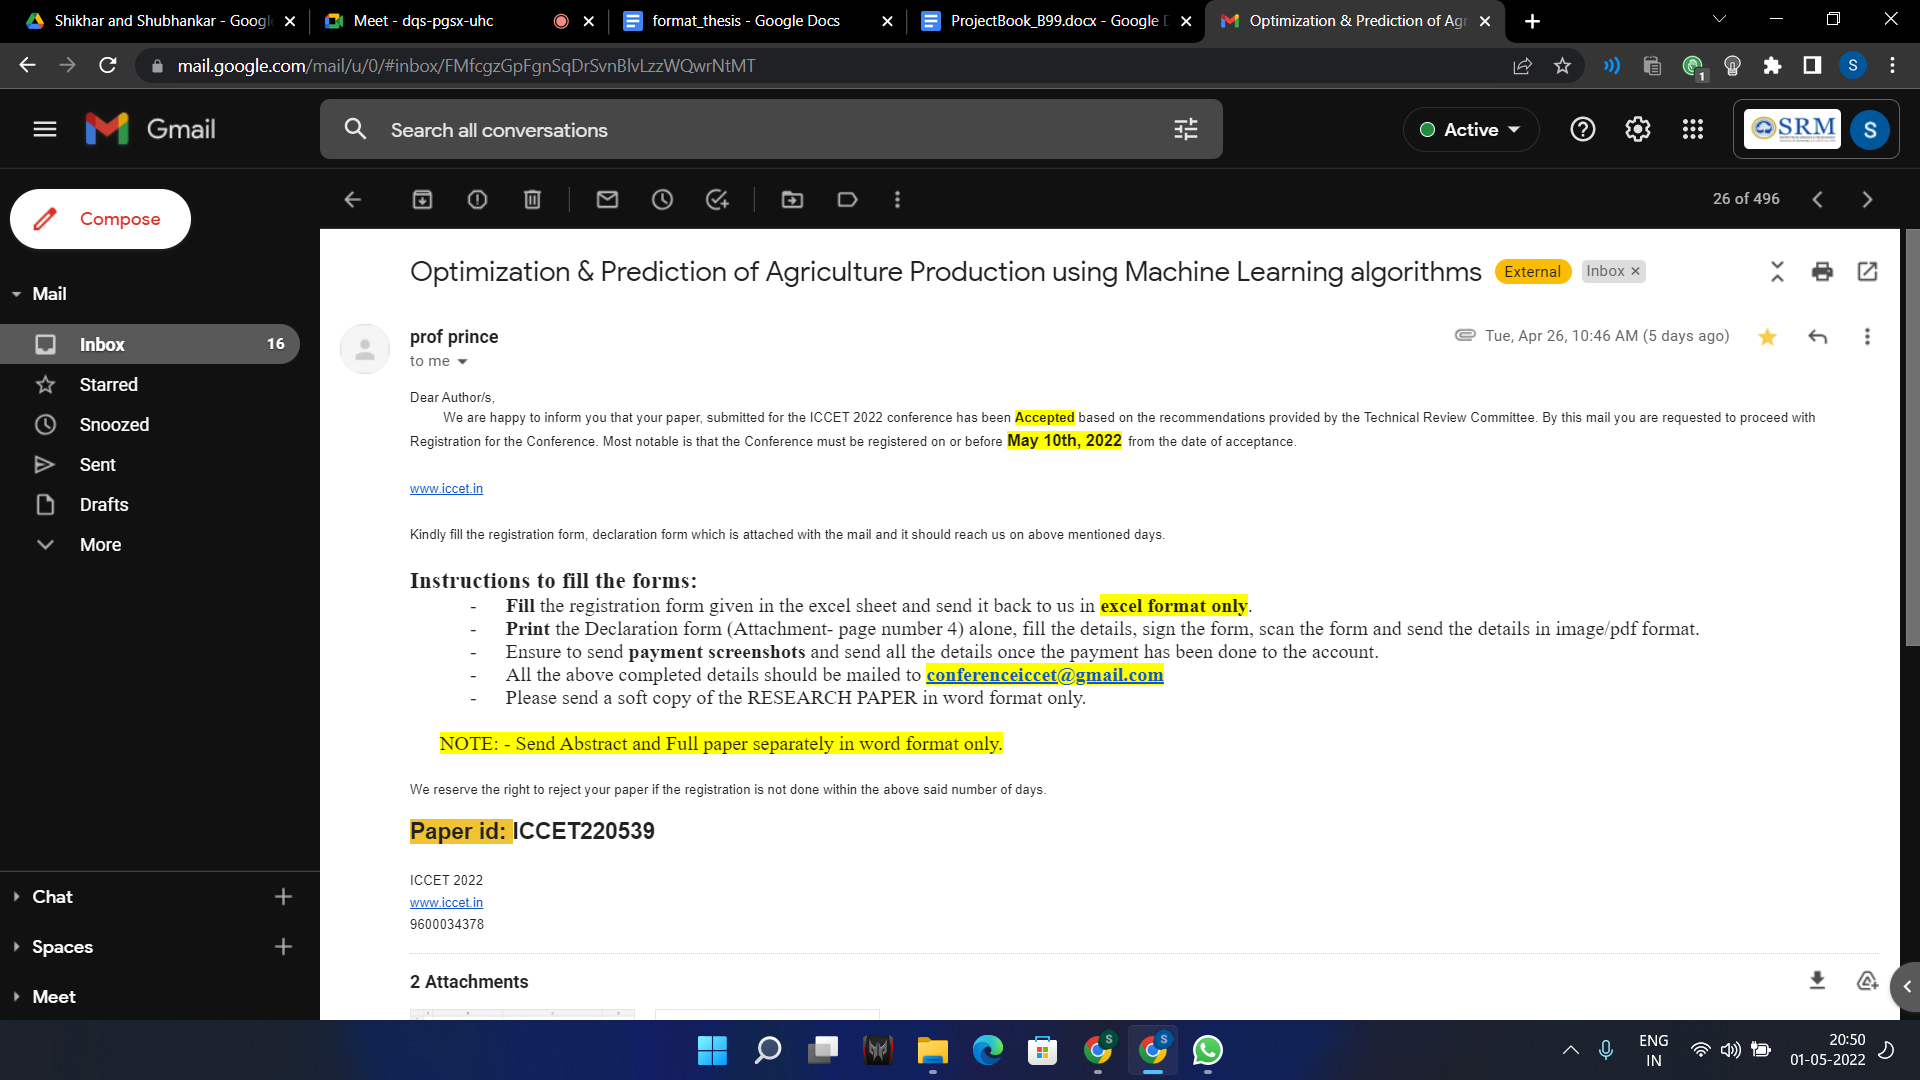 Shikhar and Shubhankar - Googl
Meet - dqs-pgsx-uhc
format_thesis - Google Docs
ProjectBook_B99.docx - Google D
Optimization & Prediction of Agr
mail.google.com/mail/u/0/#inbox/FMfcgzGpFgnSqDrSvnBlvLzzWQwrNtMT
1
S
Gmail
Search all conversations
Active
SRM
S
Compose
26 of 496
Mail
Inbox 16
Starred
Snoozed
Sent
Drafts
More
Chat
Spaces
Meet
Optimization & Prediction of Agriculture Production using Machine Learning algorithms External Inbox
prof prince
Tue, Apr 26, 10:46 AM (5 days ago)
to me
Dear Author/s,
We are happy to inform you that your paper, submitted for the ICCET 2022 conference has been Accepted based on the recommendations provided by the Technical Review Committee. By this mail you are requested to proceed with
Registration for the Conference. Most notable is that the Conference must be registered on or before May 10th, 2022 from the date of acceptance.
www.iccet.in
Kindly fill the registration form, declaration form which is attached with the mail and it should reach us on above mentioned days.
Instructions to fill the forms:
- Fill the registration form given in the excel sheet and send it back to us in excel format only.
- Print the Declaration form (Attachment- page number 4) alone, fill the details, sign the form, scan the form and send the details in image/pdf format.
- Ensure to send payment screenshots and send all the details once the payment has been done to the account.
- All the above completed details should be mailed to conferenceiccet@gmail.com
- Please send a soft copy of the RESEARCH PAPER in word format only.
NOTE: - Send Abstract and Full paper separately in word format only.
We reserve the right to reject your paper if the registration is not done within the above said number of days.
Paper id: ICCET220539
ICCET 2022
www.iccet.in
9600034378
2 Attachments
S
S
ENG
IN
20:50
01-05-2022